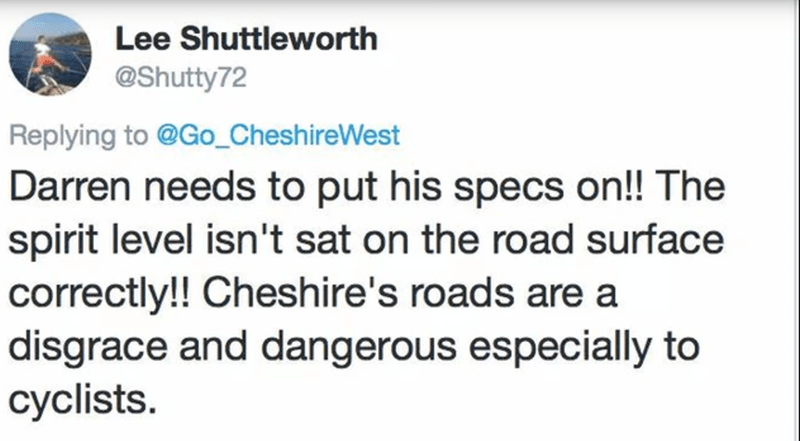 Lee Shuttleworth
@Shutty72
Replying to @Go_CheshireWest
Darren needs to put his specs on!! The
spirit level isn't sat on the road surface
correctly!! Cheshire's roads are a
disgrace and dangerous especially to
cyclists.